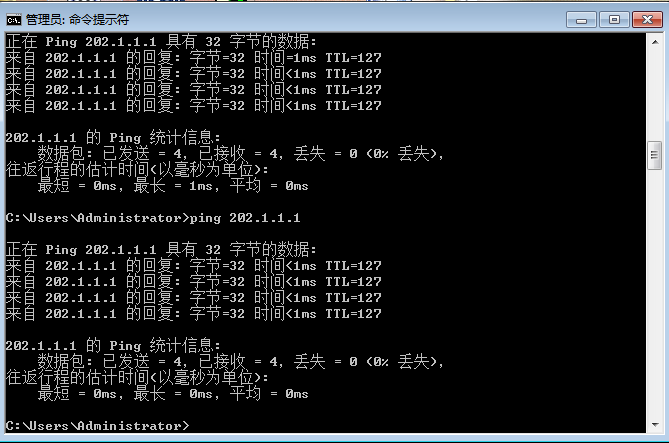 管理员: 命令提示符
正在 Ping 202.1.1.1 具有 32 字节的数据:
来自 202.1.1.1 的回复: 字节=32 时间=1ms TTL=127
来自 202.1.1.1 的回复: 字节=32 时间<1ms TTL=127
来自 202.1.1.1 的回复: 字节=32 时间<1ms TTL=127
来自 202.1.1.1 的回复: 字节=32 时间<1ms TTL=127
202.1.1.1 的 Ping 统计信息:
数据包: 已发送 = 4, 已接收 = 4, 丢失 = 0 (0% 丢失),
往返行程的估计时间(以毫秒为单位):
最短 = 0ms, 最长 = 1ms, 平均 = 0ms
C:\Users\Administrator>ping 202.1.1.1
正在 Ping 202.1.1.1 具有 32 字节的数据:
来自 202.1.1.1 的回复: 字节=32 时间<1ms TTL=127
来自 202.1.1.1 的回复: 字节=32 时间<1ms TTL=127
来自 202.1.1.1 的回复: 字节=32 时间<1ms TTL=127
来自 202.1.1.1 的回复: 字节=32 时间<1ms TTL=127
202.1.1.1 的 Ping 统计信息:
数据包: 已发送 = 4, 已接收 = 4, 丢失 = 0 (0% 丢失),
往返行程的估计时间(以毫秒为单位):
最短 = 0ms, 最长 = 0ms, 平均 = 0ms
C:\Users\Administrator>